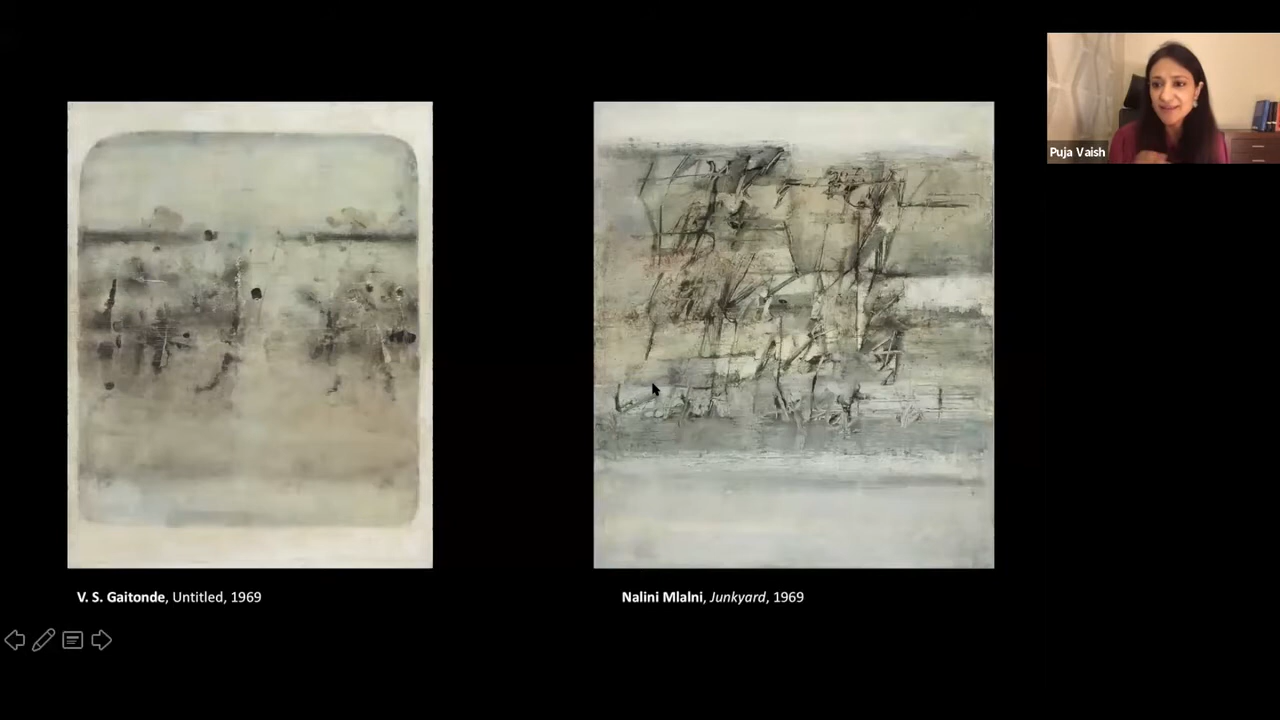 Puja Vaish
V. S. Gaitonde, Untitled, 1969
Nalini Mlalni, Junkyard, 1969